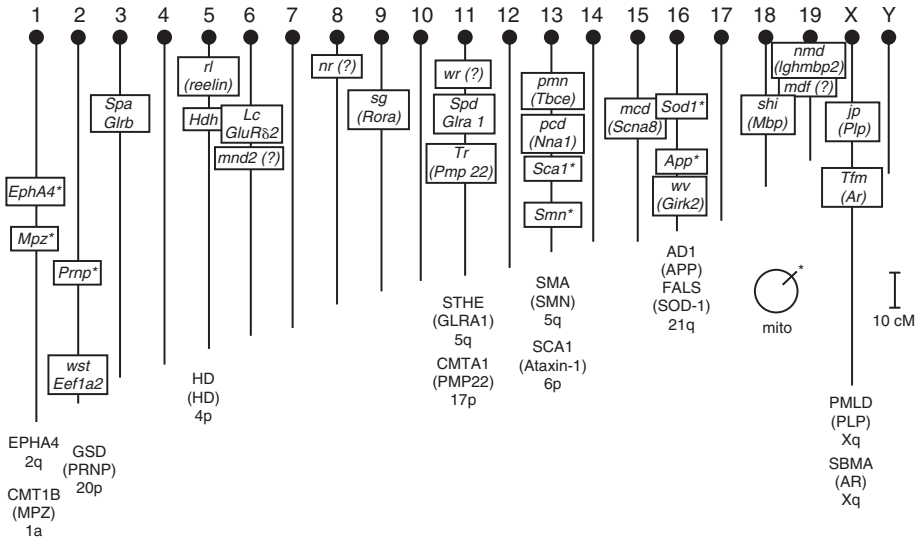 1 2 3 4 5 6 7 8 9 10 11 12 13 14 15 16 17 18 19 X Y
EphA4*
Mpz*
EPHA4
2q
CMT1B
(MPZ)
1a
Prnp*
wst
Eef1a2
GSD
(PRNP)
20p
Spa
Glrb
rl
(reelin)
Hdh
HD
(HD)
4p
Lc
GluRδ2
mnd2 (?)
nr (?)
sg
(Rora)
wr (?)
Spd
Glra 1
Tr
(Pmp 22)
STHE
(GLRA1)
5q
CMTA1
(PMP22)
17p
pmn
(Tbce)
pcd
(Nna1)
Sca1*
Smn*
SMA
(SMN)
5q
SCA1
(Ataxin-1)
6p
mcd
(Scna8)
Sod1*
App*
wv
(Girk2)
AD1
(APP)
FALS
(SOD-1)
21q
shi
(Mbp)
nmd
(Ighmbp2)
mdf (?)
jp
(Plp)
Tfm
(Ar)
PMLD
(PLP)
Xq
SBMA
(AR)
Xq
*
mito
10 cM